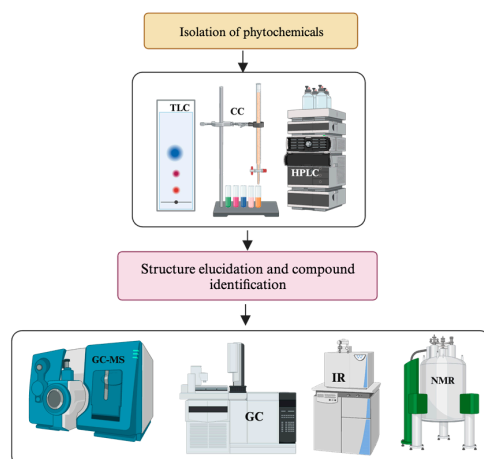 Isolation of phytochemicals
TLC
CC
HPLC
Structure elucidation and compound
identification
GC-MS
GC
IR
NMR